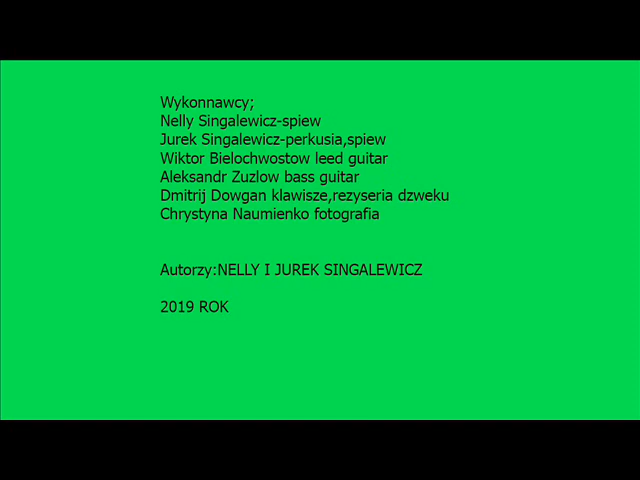 Wykonnawcy;
Nelly Singalewicz-spiew
Jurek Singalewicz-perkusia,spiew
Wiktor Bielochwostow leed guitar
Aleksandr Zuzlow bass guitar
Dmitrij Dowgan klawisze,rezyseria dzweku
Chrystyna Naumienko fotografia
Autorzy:NELLY I JUREK SINGALEWICZ
2019 ROK